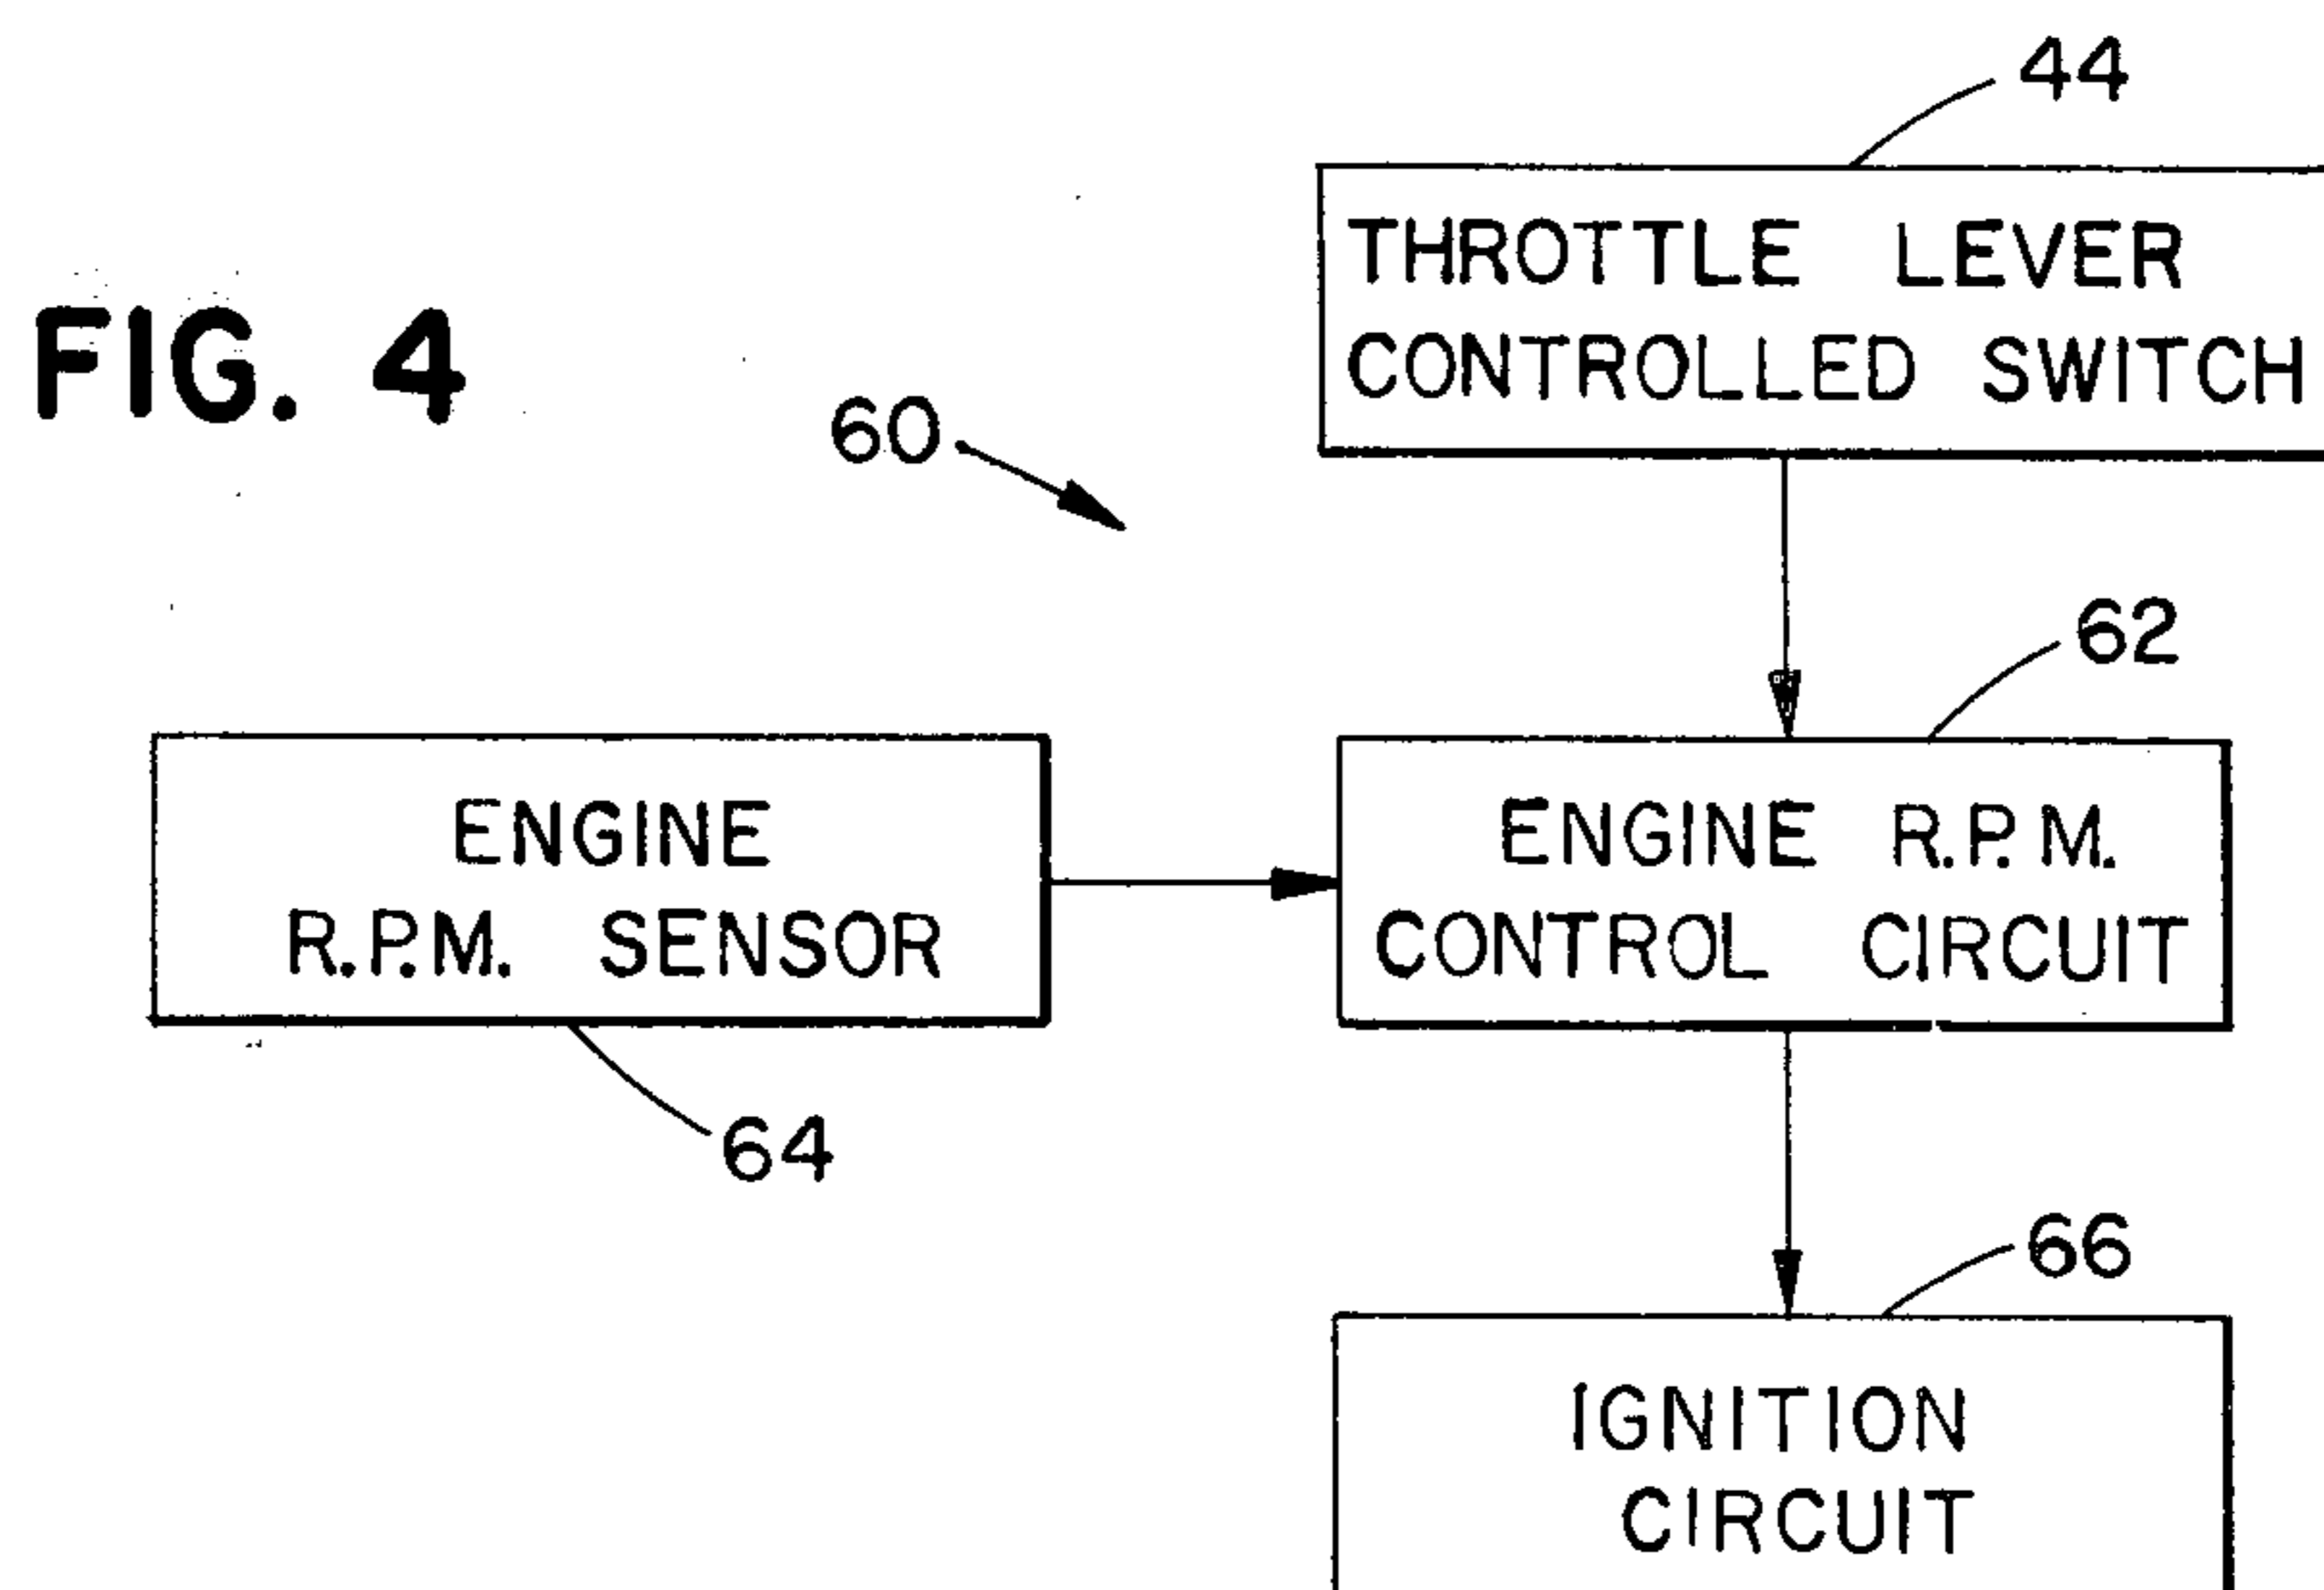 FIG. 4
44
THROTTLE LEVER
CONTROLLED SWITCH
60
62
ENGINE
R.P.M. SENSOR
ENGINE R.P.M.
CONTROL CIRCUIT
64
66
IGNITION
CIRCUIT